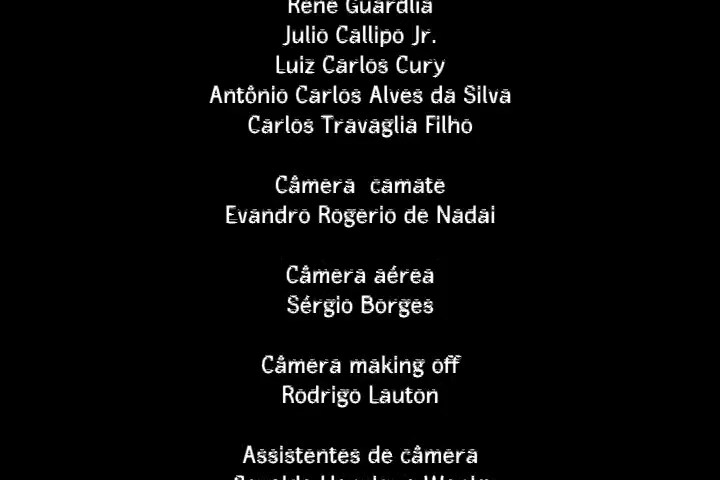 Rene Guardia
Julio Callipo Jr.
Luiz Carlos Cury
Antônio Carlos Alves da Silva
Carlos Travaglia Filho
Câmera camate
Evandro Rogerio de Nadai
Câmera aérea
Sérgio Borges
Câmera making off
Rodrigo Lauton
Assistentes de câmera